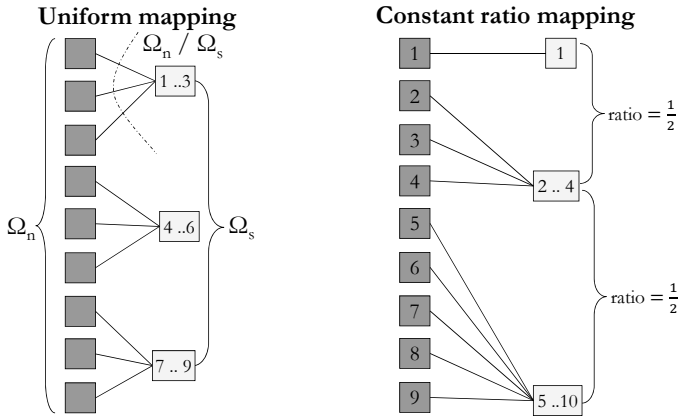 Uniform mapping
Ωₙ / Ωₛ
1 ..3
4 ..6
7 .. 9
Ωₙ
Ωₛ
Constant ratio mapping
1
2
3
4
5
6
7
8
9
1
2 .. 4
5 ..10
ratio = 1/2
ratio = 1/2